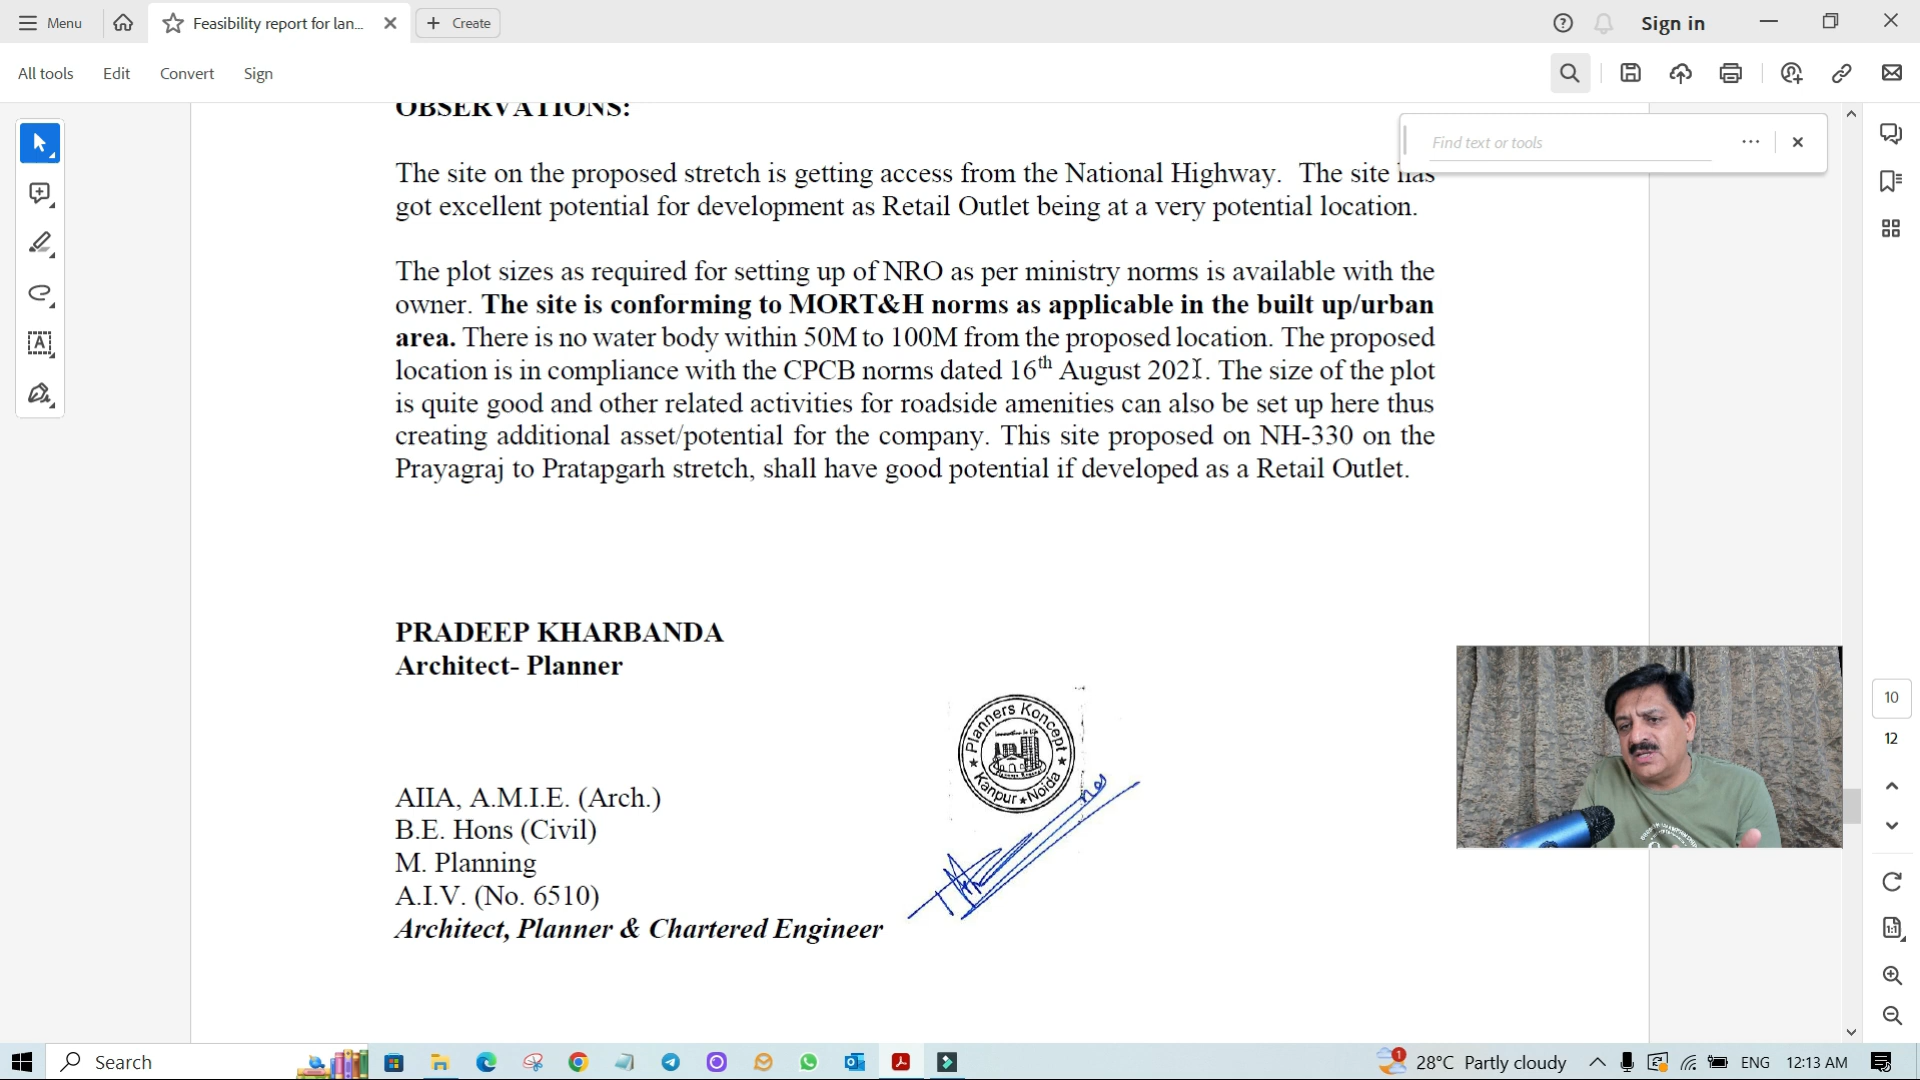 Menu
Feasibility report for lan...
Create
Sign in
All tools
Edit
Convert
Sign
OBSERVATIONS:
Find text or tools
The site on the proposed stretch is getting access from the National Highway. The site has
got excellent potential for development as Retail Outlet being at a very potential location.
The plot sizes as required for setting up of NRO as per ministry norms is available with the
owner. The site is conforming to MORT&H norms as applicable in the built up/urban
area. There is no water body within 50M to 100M from the proposed location. The proposed
location is in compliance with the CPCB norms dated 16th August 2021. The size of the plot
is quite good and other related activities for roadside amenities can also be set up here thus
creating additional asset/potential for the company. This site proposed on NH-330 on the
Prayagraj to Pratapgarh stretch, shall have good potential if developed as a Retail Outlet.
PRADEEP KHARBANDA
Architect- Planner
Planners Koncept
Kanpur ★ Noida
AIIA, A.M.I.E. (Arch.)
B.E. Hons (Civil)
M. Planning
A.I.V. (No. 6510)
Architect, Planner & Chartered Engineer
10
12
1:1
Search
1
28°C Partly cloudy
ENG
12:13 AM